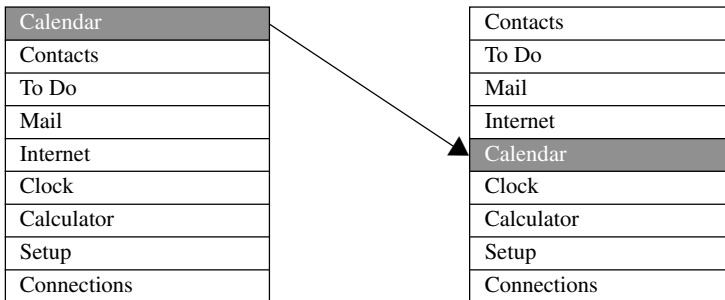 Calendar
Contacts
To Do
Mail
Internet
Clock
Calculator
Setup
Connections
Contacts
To Do
Mail
Internet
Calendar
Clock
Calculator
Setup
Connections